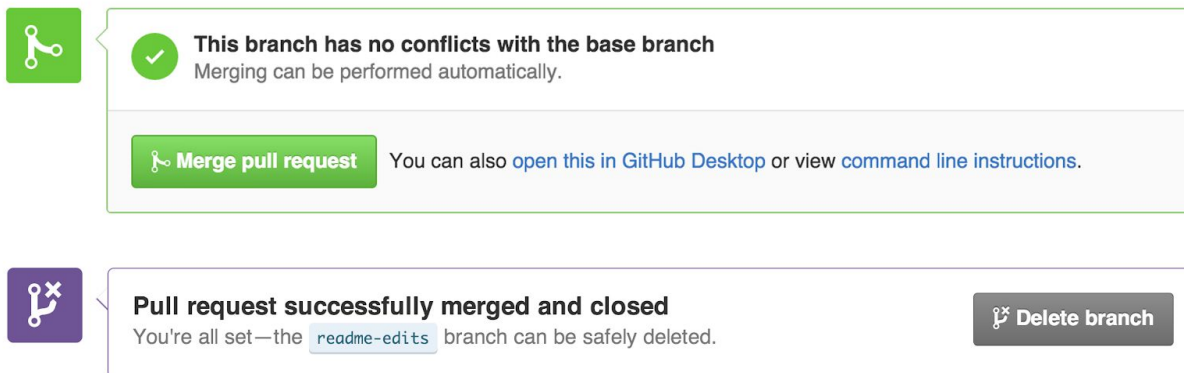 This branch has no conflicts with the base branch
Merging can be performed automatically.
Merge pull request You can also open this in GitHub Desktop or view command line instructions.
Pull request successfully merged and closed
You're all set—the readme-edits branch can be safely deleted.
Delete branch